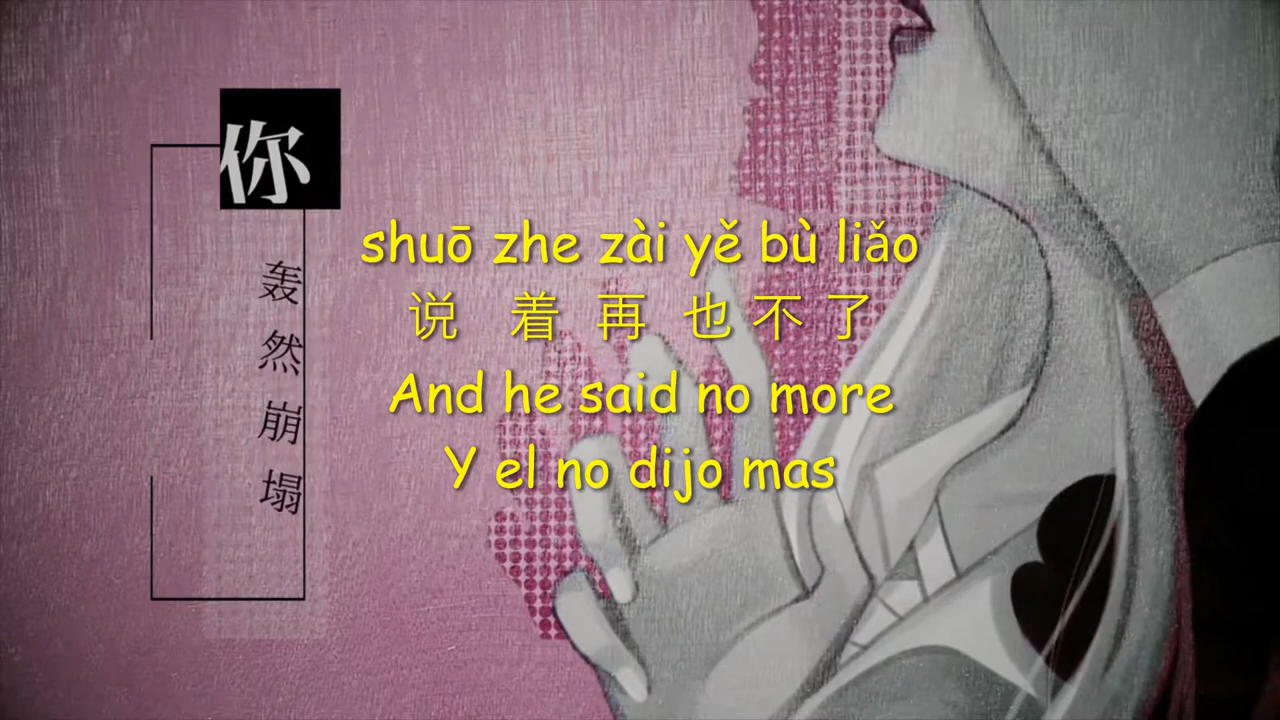 你
轰然崩塌
shuō zhe zài yě bù liǎo
说 着 再 也 不 了
And he said no more
Y el no dijo mas